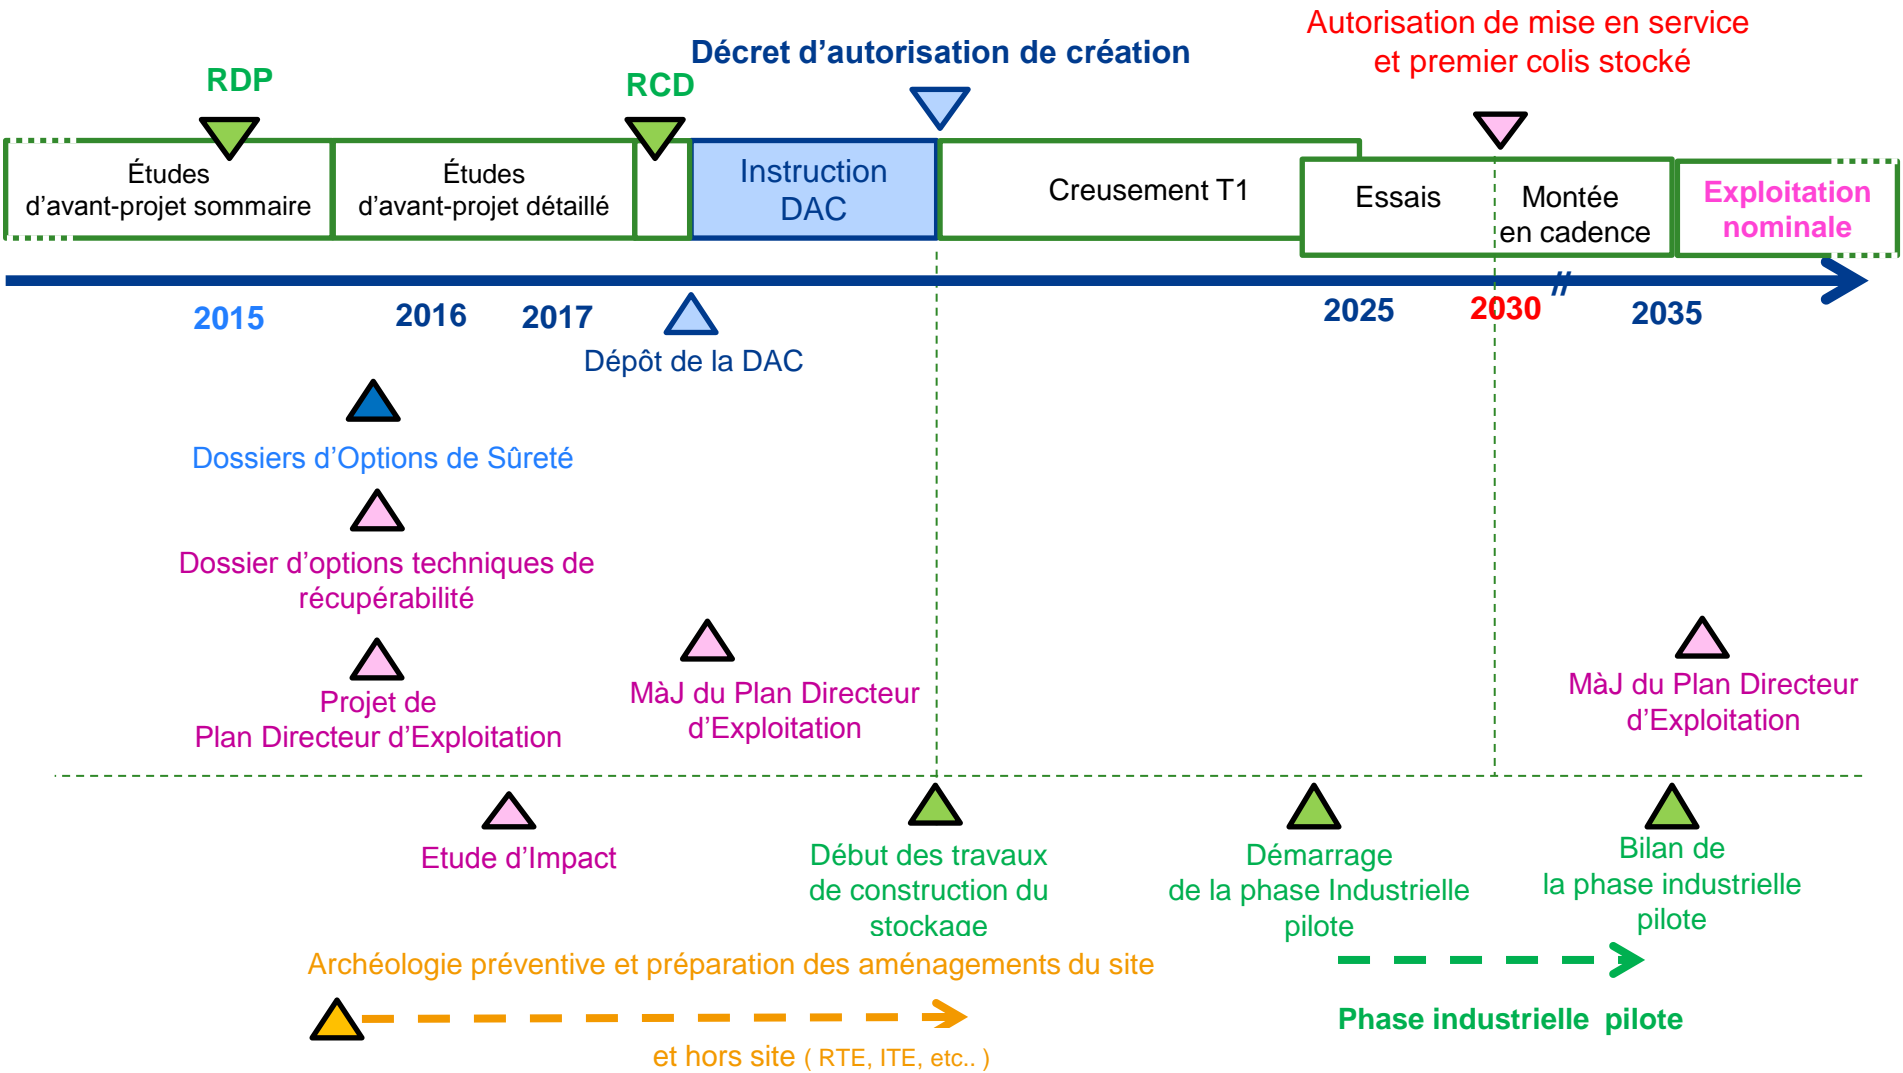 Autorisation de mise en service
et premier colis stocké
Décret d’autorisation de création
RDP
RCD
Études
d’avant-projet sommaire
Études
d’avant-projet détaillé
Instruction
DAC
Creusement T1
Essais
Montée
en cadence
Exploitation
nominale
//
2015
2016
2017
2025
2030
2035
Dépôt de la DAC
Dossiers d’Options de Sûreté
Dossier d’options techniques de
récupérabilité
Projet de
Plan Directeur d’Exploitation
MàJ du Plan Directeur
d’Exploitation
MàJ du Plan Directeur
d’Exploitation
Etude d’Impact
Début des travaux
de construction du
stockage
Démarrage
de la phase Industrielle
pilote
Bilan de
la phase industrielle
pilote
Archéologie préventive et préparation des aménagements du site
et hors site ( RTE, ITE, etc.. )
Phase industrielle pilote